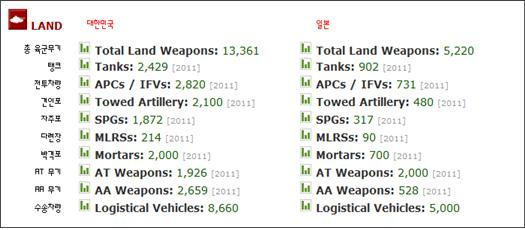 LAND 대한민국 일본
총 육군무기 Total Land Weapons: 13,361 Total Land Weapons: 5,220
탱크 Tanks: 2,429 [2011] Tanks: 902 [2011]
전투차량 APCs / IFVs: 2,820 [2011] APCs / IFVs: 731 [2011]
견인포 Towed Artillery: 2,100 [2011] Towed Artillery: 480 [2011]
자주포 SPGs: 1,872 [2011] SPGs: 317 [2011]
다련장 MLRSs: 214 [2011] MLRSs: 90 [2011]
박격포 Mortars: 2,000 [2011] Mortars: 700 [2011]
AT 무기 AT Weapons: 1,926 [2011] AT Weapons: 2,000 [2011]
AA 무기 AA Weapons: 2,659 [2011] AA Weapons: 528 [2011]
수송차량 Logistical Vehicles: 8,660 Logistical Vehicles: 5,000